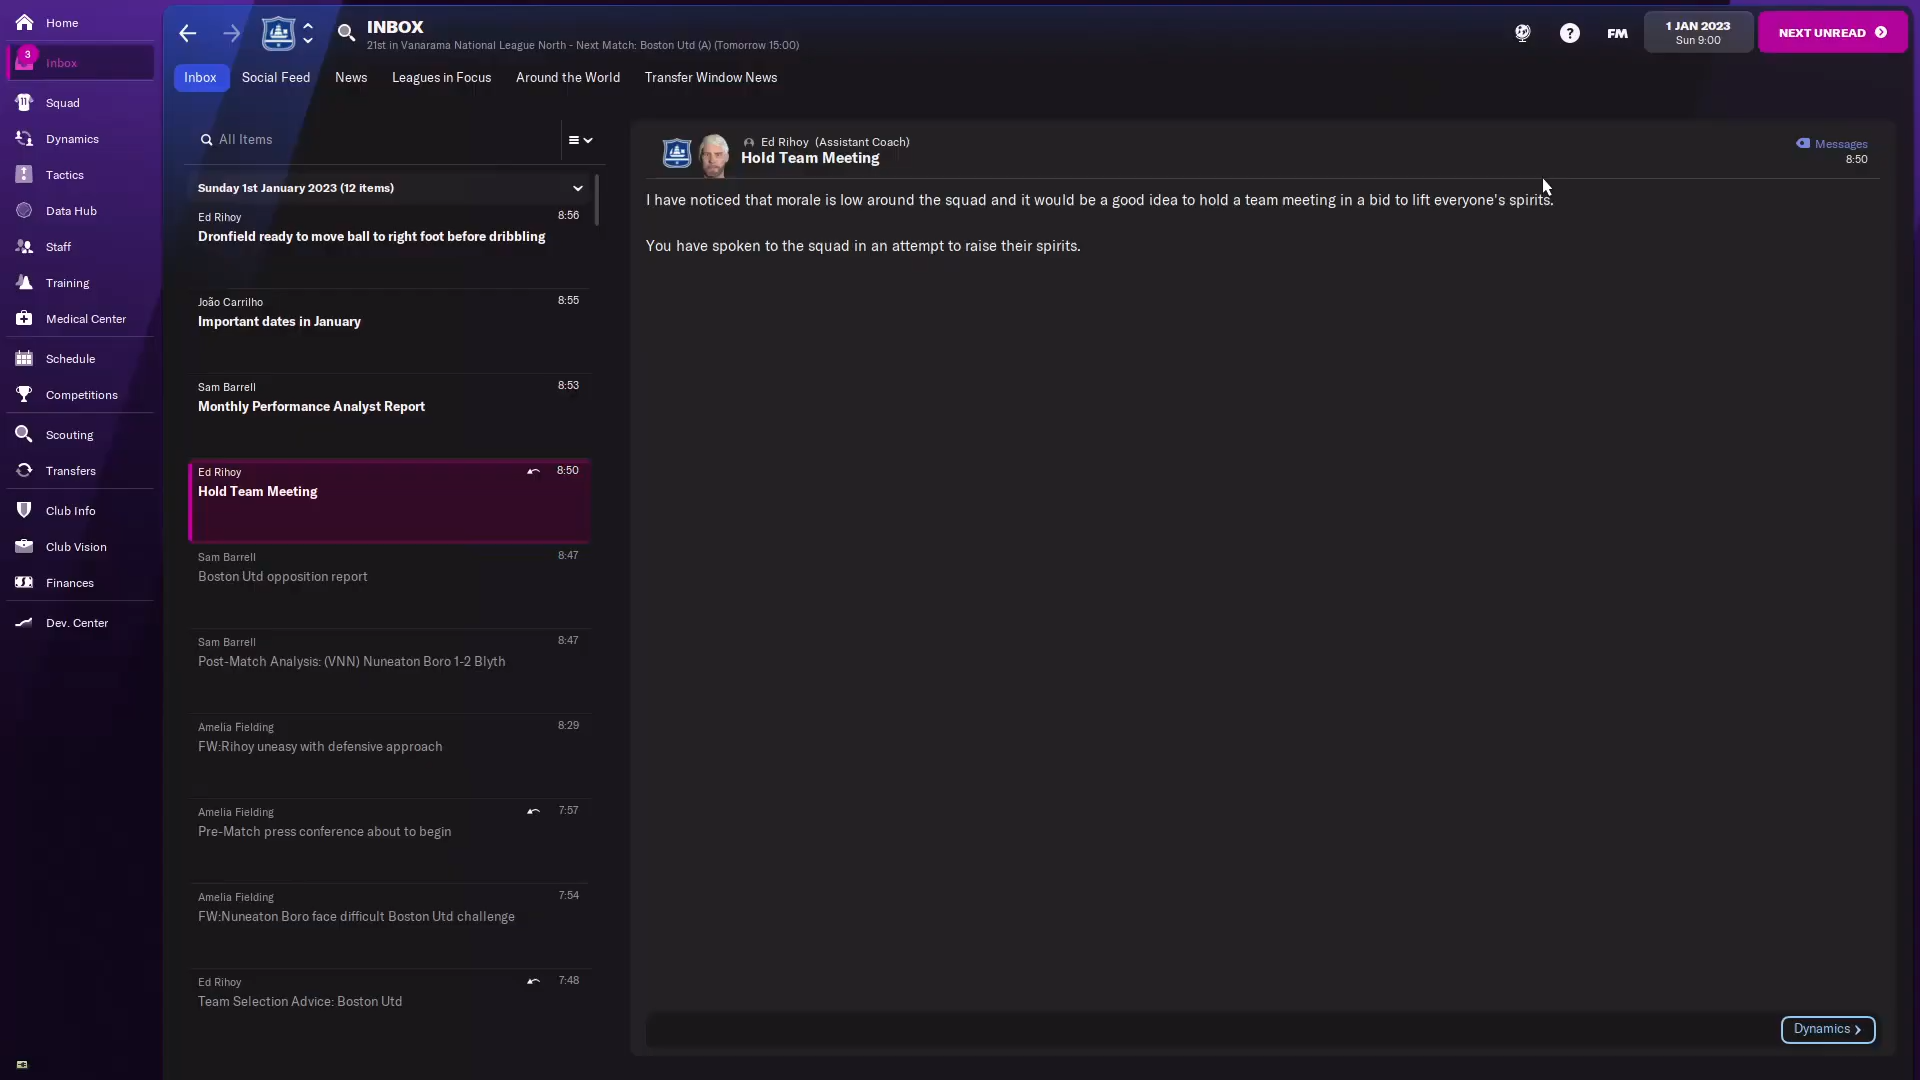 Home
3
Inbox
Squad
Dynamics
Tactics
Data Hub
Staff
Training
Medical Center
Schedule
Competitions
Scouting
Transfers
Club Info
Club Vision
Finances
Dev. Center
INBOX
21st in Vanarama National League North - Next Match: Boston Utd (A) (Tomorrow 15:00)
?
FM
1 JAN 2023
Sun 9:00
NEXT UNREAD
Inbox
Social Feed
News
Leagues in Focus
Around the World
Transfer Window News
All Items
Sunday 1st January 2023 (12 items)
Ed Rihoy 8:56
Dronfield ready to move ball to right foot before dribbling
João Carrilho 8:55
Important dates in January
Sam Barrell 8:53
Monthly Performance Analyst Report
Ed Rihoy 8:50
Hold Team Meeting
Sam Barrell 8:47
Boston Utd opposition report
Sam Barrell 8:47
Post-Match Analysis: (VNN) Nuneaton Boro 1-2 Blyth
Amelia Fielding 8:29
FW:Rihoy uneasy with defensive approach
Amelia Fielding 7:57
Pre-Match press conference about to begin
Amelia Fielding 7:54
FW:Nuneaton Boro face difficult Boston Utd challenge
Ed Rihoy 7:48
Team Selection Advice: Boston Utd
Ed Rihoy (Assistant Coach)
Hold Team Meeting
Messages
8:50
I have noticed that morale is low around the squad and it would be a good idea to hold a team meeting in a bid to lift everyone's spirits.
You have spoken to the squad in an attempt to raise their spirits.
Dynamics